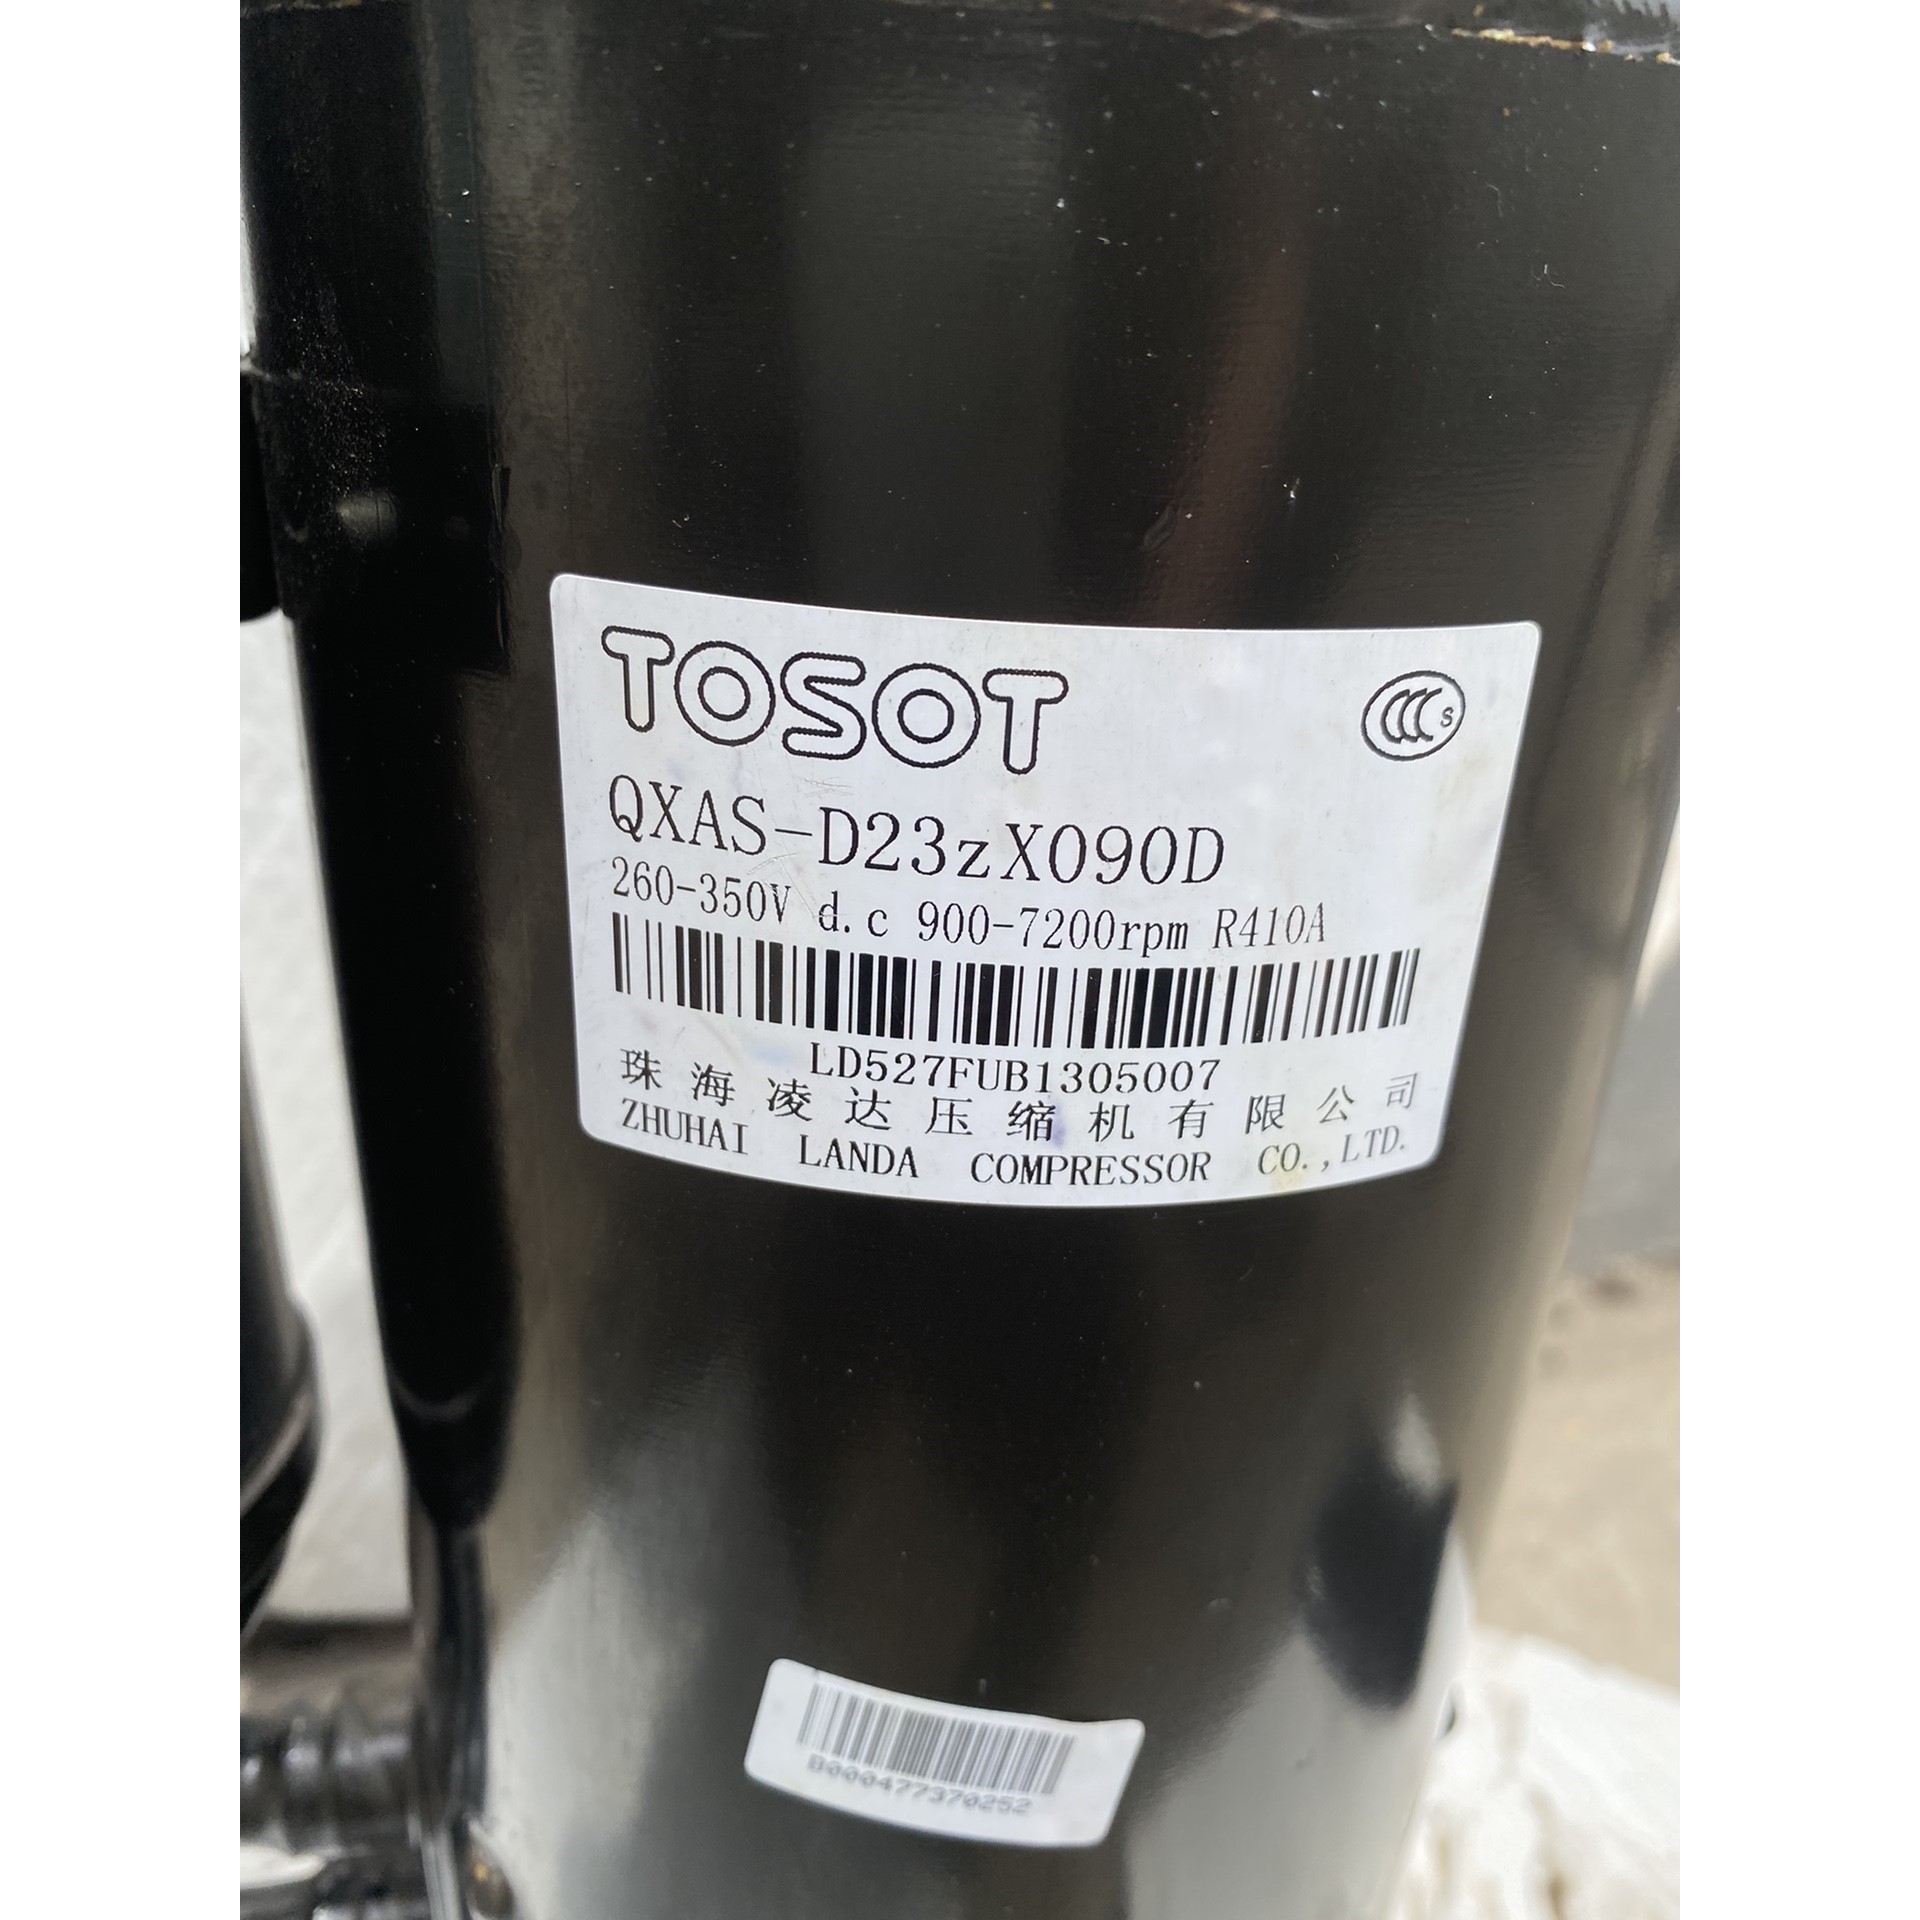 TOSOT
CCC S
QXAS-D23zX090D
260-350V d.c 900-7200rpm R410A
LD527FUB1305007
珠海凌达压缩机有限公司
ZHUHAI LANDA COMPRESSOR CO.,LTD.
B000477370252